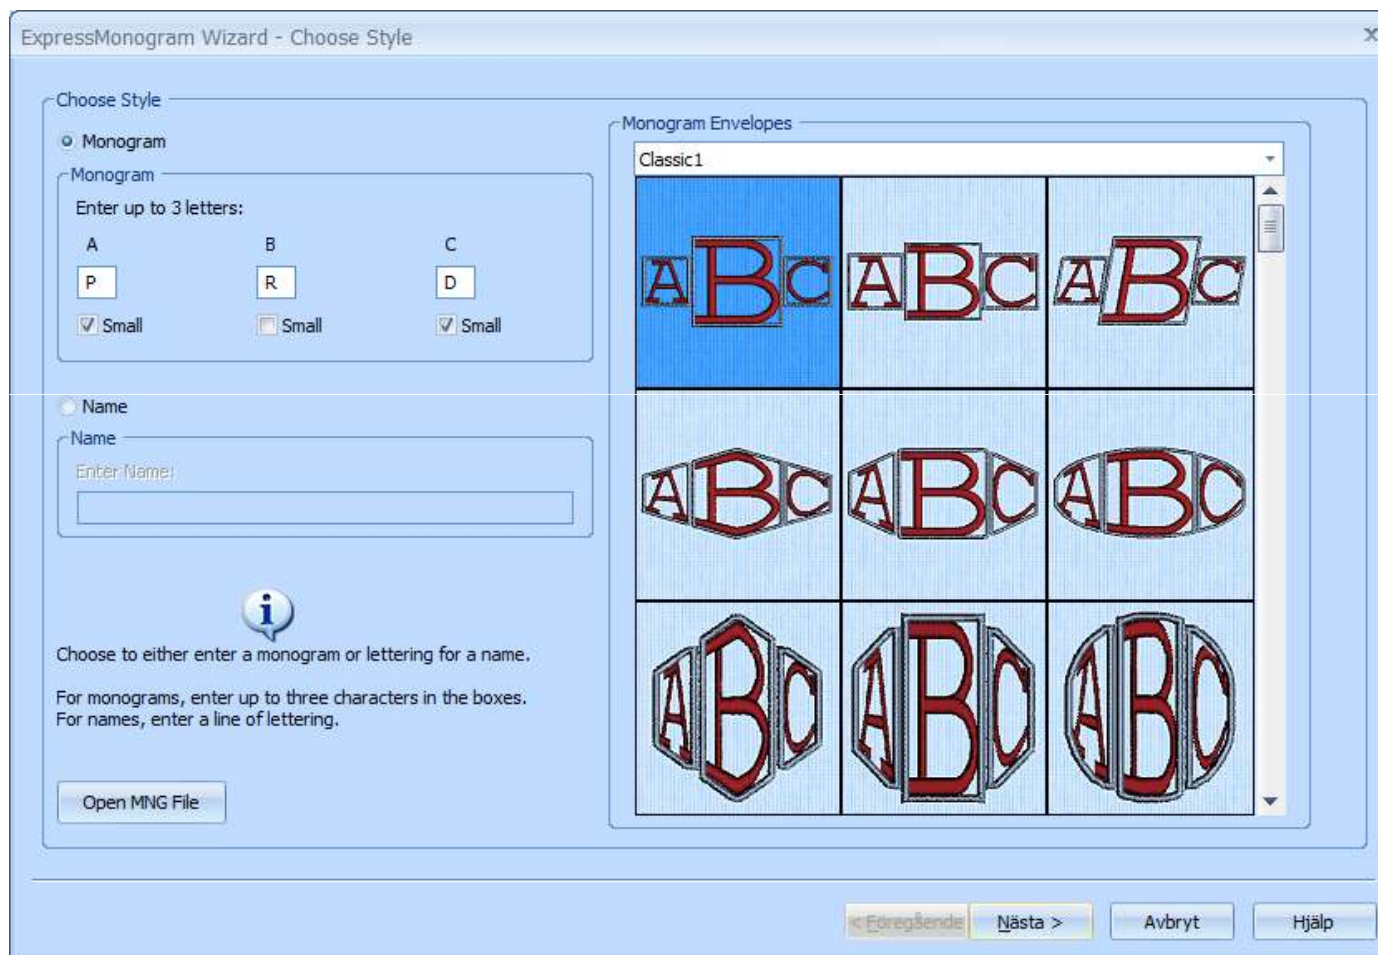 ExpressMonogram Wizard - Choose Style
x
Choose Style
Monogram
Monogram
Enter up to 3 letters:
A B C
P R D
Small Small Small
Name
Name
Enter Name:
i
Choose to either enter a monogram or lettering for a name.
For monograms, enter up to three characters in the boxes.
For names, enter a line of lettering.
Open MNG File
Monogram Envelopes
Classic1
ABC ABC ABC
ABC ABC ABC
ABC ABC ABC
< Föregående Nästa > Avbryt Hjälp